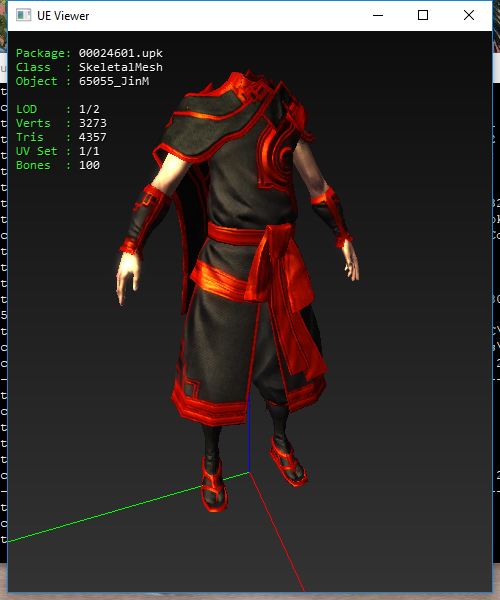 UE Viewer
Package: 00024601.upk
Class : SkeletalMesh
Object : 65055_JinM
LOD : 1/2
Verts : 3273
Tris : 4357
UV Set : 1/1
Bones : 100